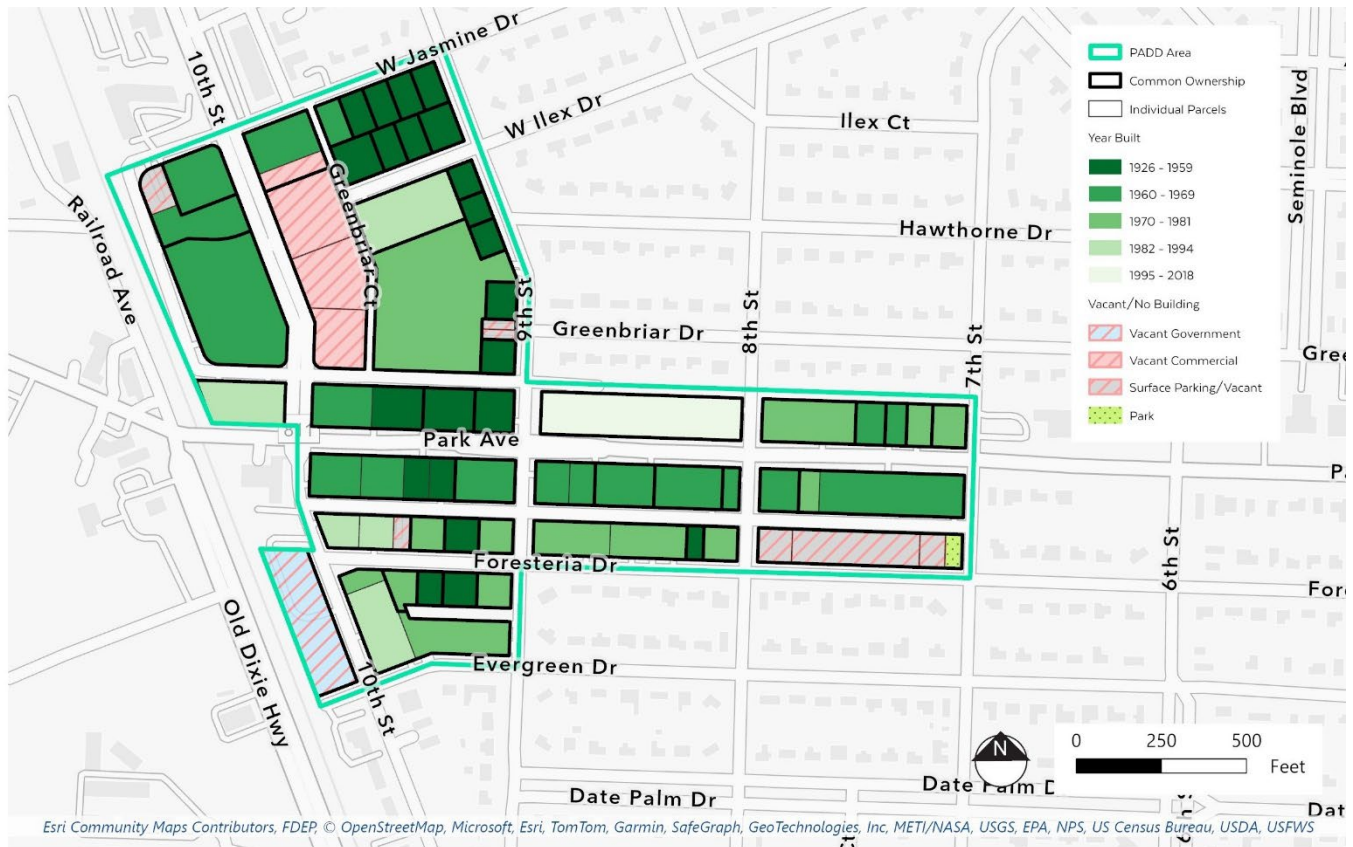 W Jasmine Dr
10th St
W Ilex Dr
Ilex Ct
Seminole Blvd
Greenbriar Ct
Railroad Ave
Hawthorne Dr
9th St
Greenbriar Dr
8th St
7th St
Gree
Park Ave
Pa
Foresteria Dr
6th St
Fore
Old Dixie Hwy
10th St
Evergreen Dr
Date Palm Dr
Date Palm D
6th S
Dat
Ct
PADD Area
Common Ownership
Individual Parcels
Year Built
1926 - 1959
1960 - 1969
1970 - 1981
1982 - 1994
1995 - 2018
Vacant/No Building
Vacant Government
Vacant Commercial
Surface Parking/Vacant
Park
N
0 250 500
Feet
Esri Community Maps Contributors, FDEP, © OpenStreetMap, Microsoft, Esri, TomTom, Garmin, SafeGraph, GeoTechnologies, Inc, METI/NASA, USGS, EPA, NPS, US Census Bureau, USDA, USFWS